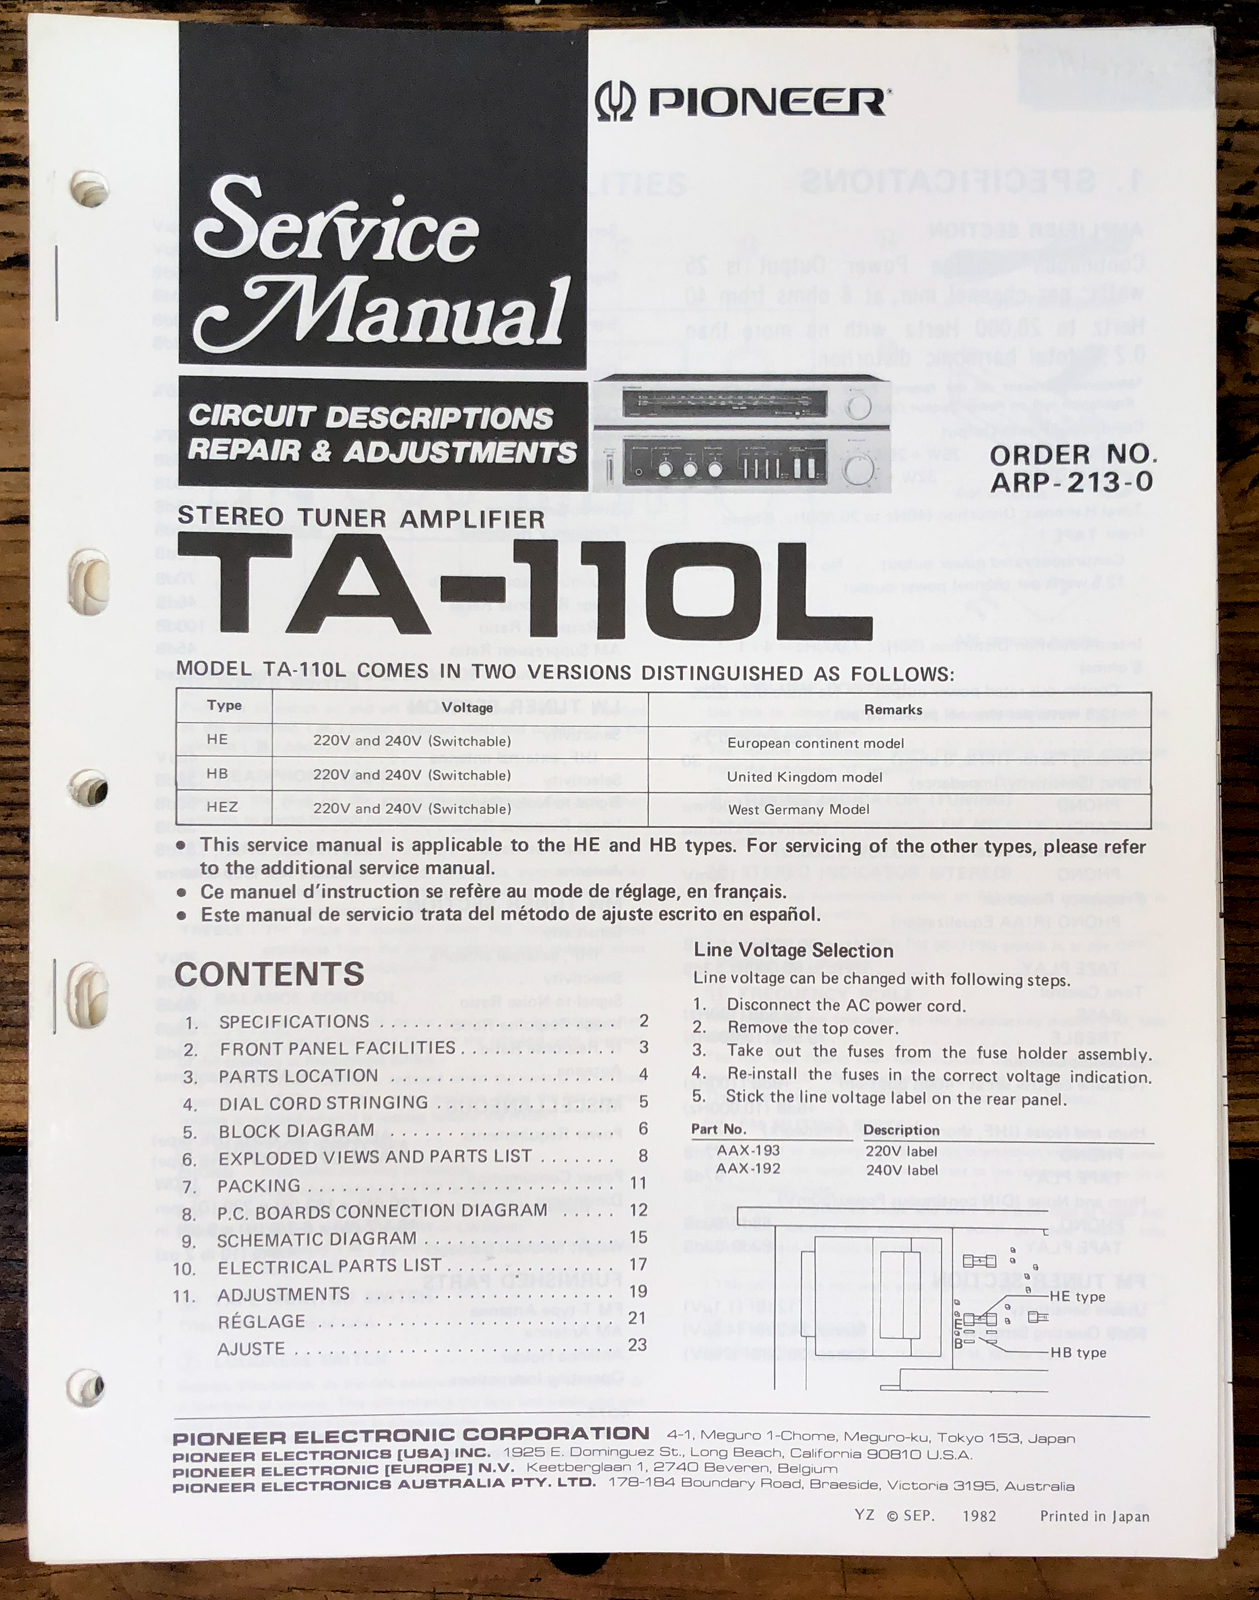 PIONEER
Service
Manual
CIRCUIT DESCRIPTIONS
REPAIR & ADJUSTMENTS
ORDER NO.
ARP-213-0
STEREO TUNER AMPLIFIER
TA-110L
MODEL TA-110L COMES IN TWO VERSIONS DISTINGUISHED AS FOLLOWS:
Type Voltage Remarks
HE 220V and 240V (Switchable) European continent model
HB 220V and 240V (Switchable) United Kingdom model
HEZ 220V and 240V (Switchable) West Germany Model
● This service manual is applicable to the HE and HB types. For servicing of the other types, please refer
to the additional service manual.
● Ce manuel d'instruction se refère au mode de réglage, en français.
● Este manual de servicio trata del método de ajuste escrito en español.
CONTENTS
1. SPECIFICATIONS . . . . . . . . . . . . . . . . . . . . . 2
2. FRONT PANEL FACILITIES . . . . . . . . . . . . . . 3
3. PARTS LOCATION . . . . . . . . . . . . . . . . . . . . 4
4. DIAL CORD STRINGING . . . . . . . . . . . . . . . . 5
5. BLOCK DIAGRAM . . . . . . . . . . . . . . . . . . . . 6
6. EXPLODED VIEWS AND PARTS LIST . . . . . . . 8
7. PACKING . . . . . . . . . . . . . . . . . . . . . . . . . . 11
8. P.C. BOARDS CONNECTION DIAGRAM . . . . . 12
9. SCHEMATIC DIAGRAM . . . . . . . . . . . . . . . . . 15
10. ELECTRICAL PARTS LIST . . . . . . . . . . . . . . . 17
11. ADJUSTMENTS . . . . . . . . . . . . . . . . . . . . . . 19
RÉGLAGE . . . . . . . . . . . . . . . . . . . . . . . . . . 21
AJUSTE . . . . . . . . . . . . . . . . . . . . . . . . . . . . 23
Line Voltage Selection
Line voltage can be changed with following steps.
1. Disconnect the AC power cord.
2. Remove the top cover.
3. Take out the fuses from the fuse holder assembly.
4. Re-install the fuses in the correct voltage indication.
5. Stick the line voltage label on the rear panel.
Part No. Description
AAX-193 220V label
AAX-192 240V label
HE type
E
B
HB type
PIONEER ELECTRONIC CORPORATION 4-1, Meguro 1-Chome, Meguro-ku, Tokyo 153, Japan
PIONEER ELECTRONICS [USA] INC. 1925 E. Dominguez St., Long Beach, California 90810 U.S.A.
PIONEER ELECTRONIC [EUROPE] N.V. Keetberglaan 1, 2740 Beveren, Belgium
PIONEER ELECTRONICS AUSTRALIA PTY. LTD. 178-184 Boundary Road, Braeside, Victoria 3195, Australia
YZ © SEP. 1982 Printed in Japan